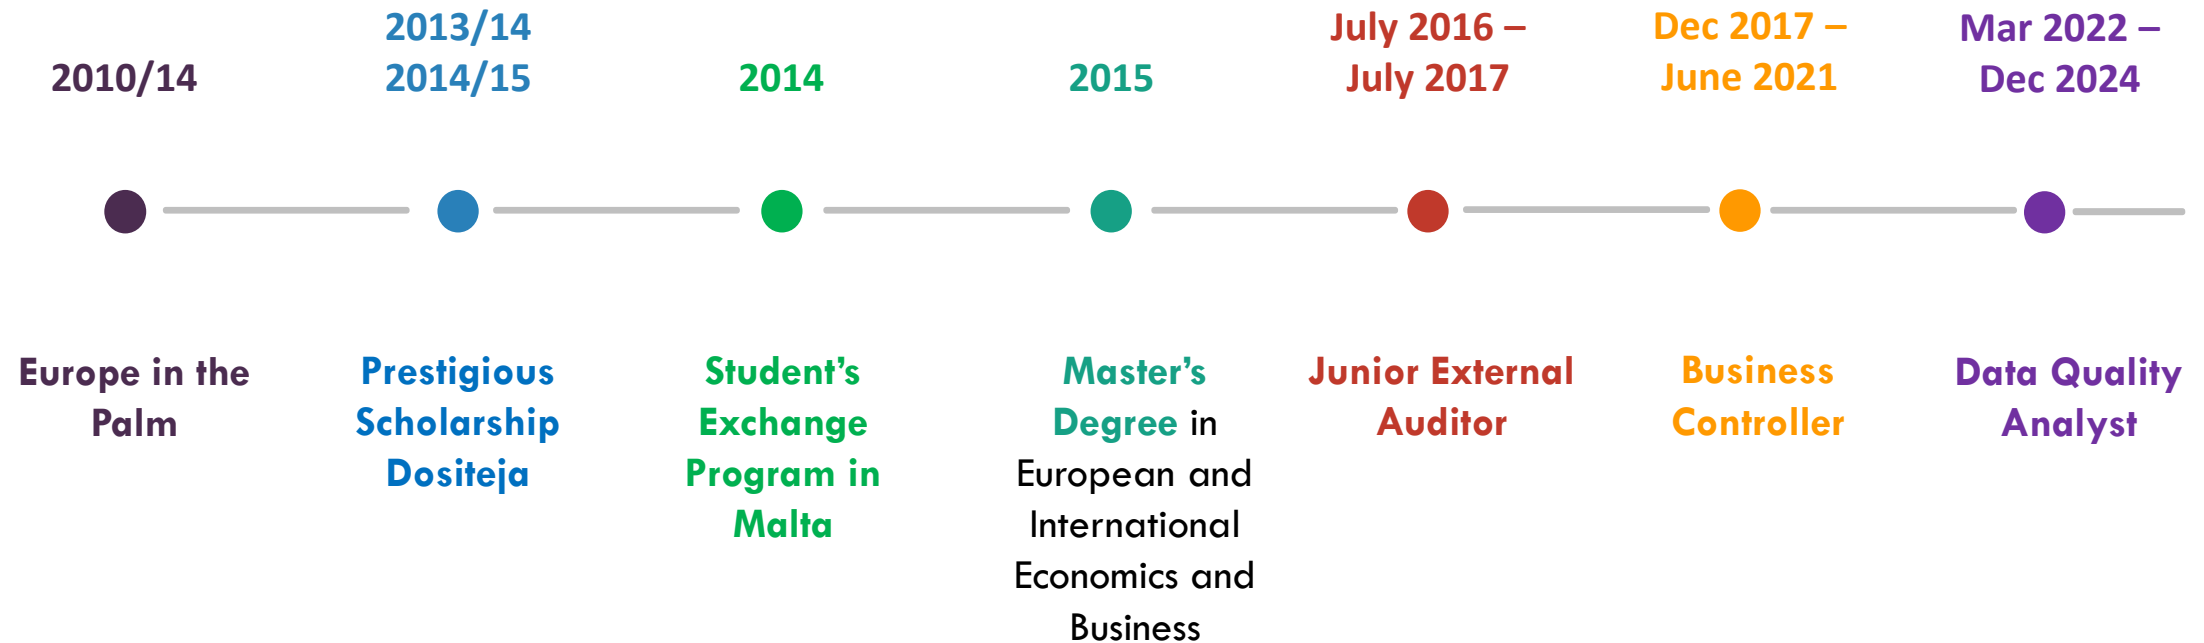 2010/14
Europe in the
Palm
2013/14
2014/15
Prestigious
Scholarship
Dositeja
2014
Student’s
Exchange
Program in
Malta
2015
Master’s
Degree in
European and
International
Economics and
Business
July 2016 –
July 2017
Junior External
Auditor
Dec 2017 –
June 2021
Business
Controller
Mar 2022 –
Dec 2024
Data Quality
Analyst